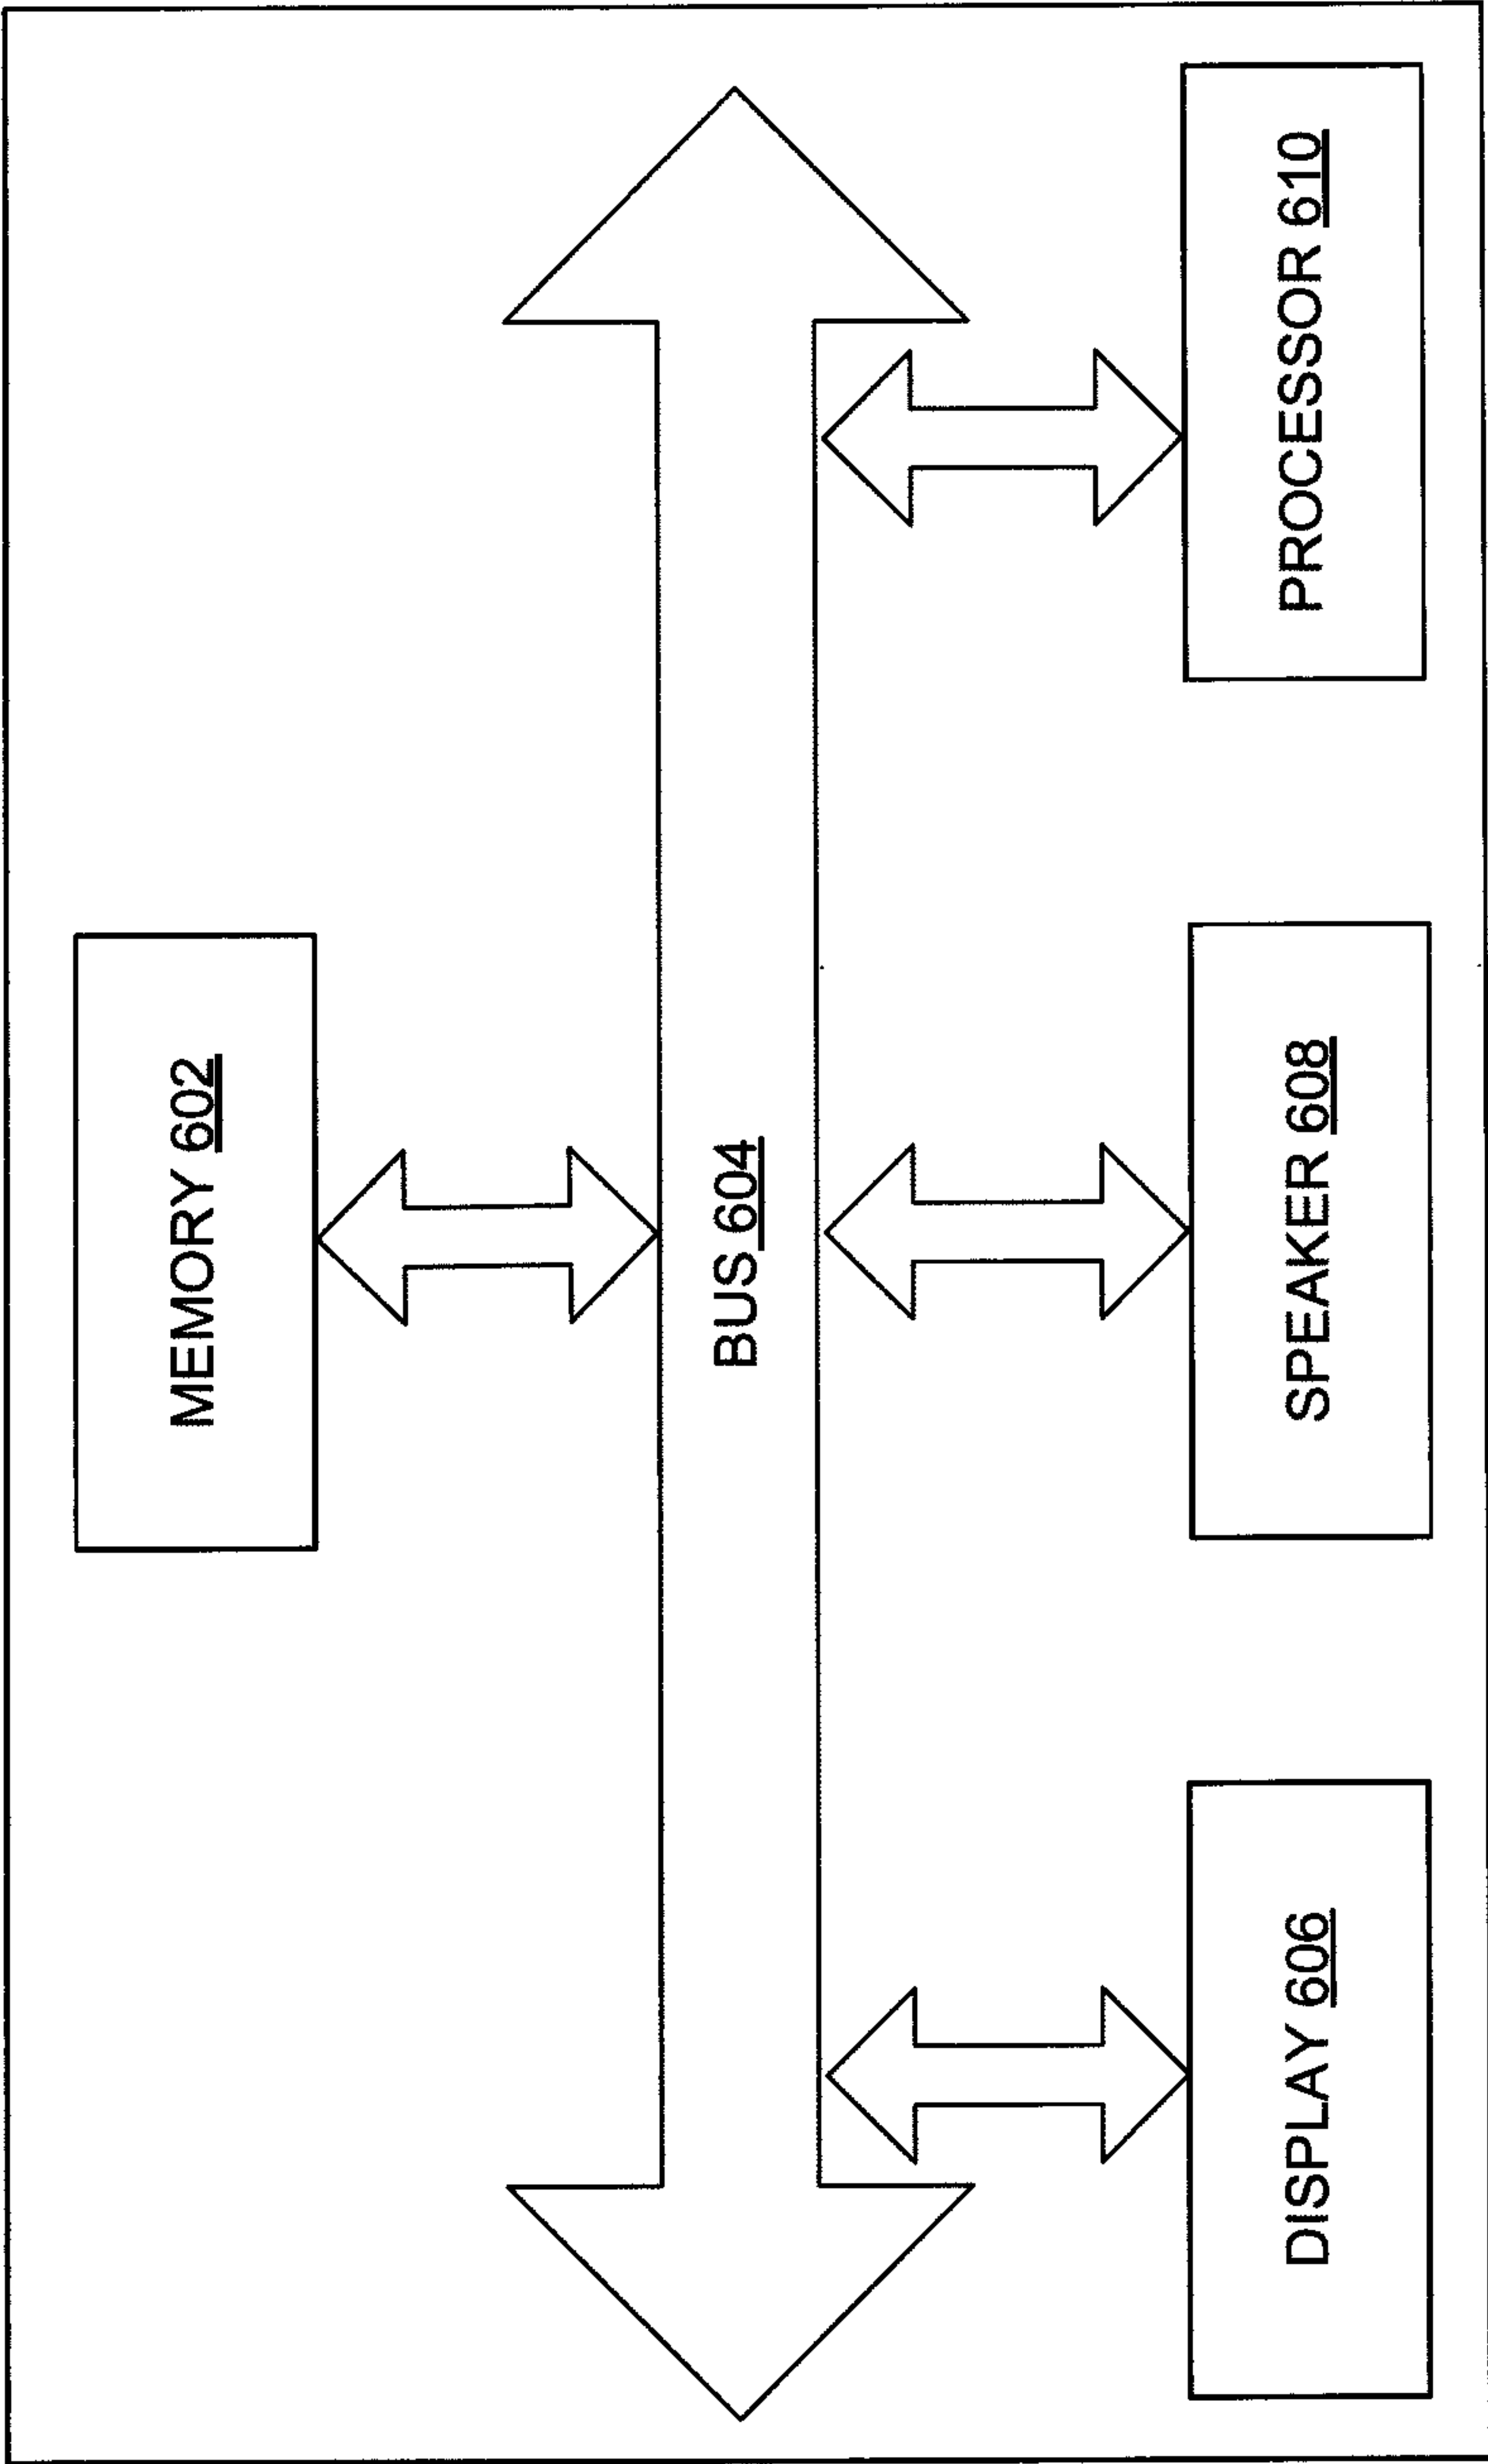 MEMORY 602
BUS 604
DISPLAY 606
SPEAKER 608
PROCESSOR 610